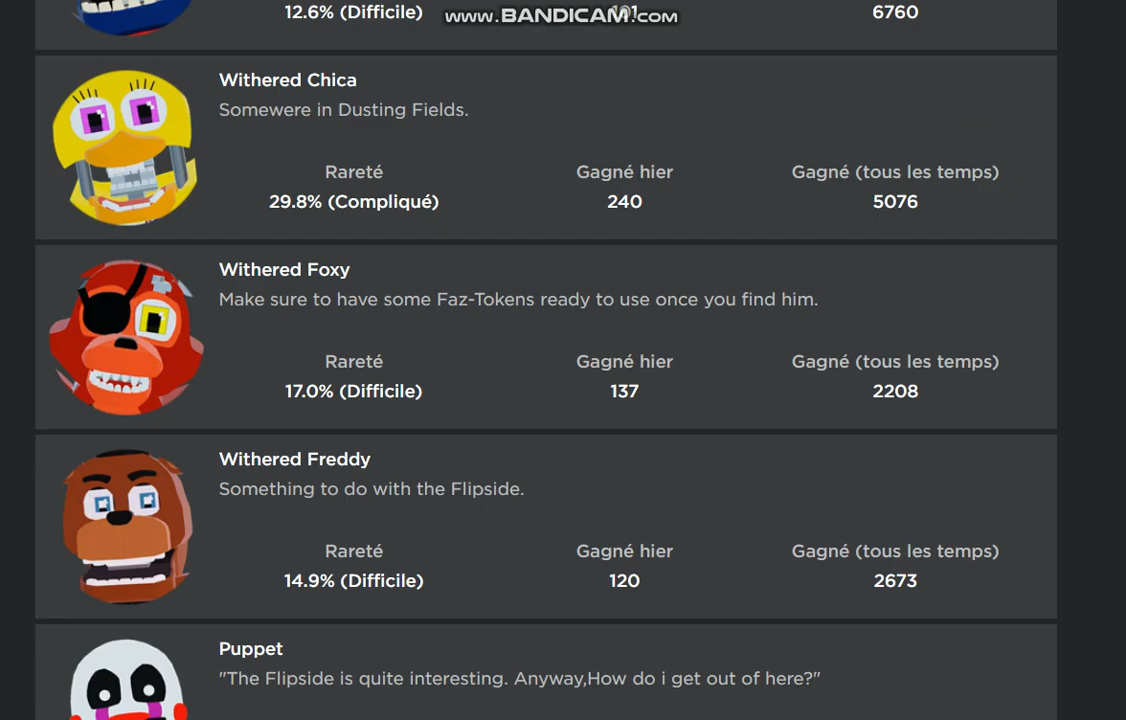 12.6% (Difficile)
www.BANDICAM.com
101
6760
Withered Chica
Somewere in Dusting Fields.
Rareté
Gagné hier
Gagné (tous les temps)
29.8% (Compliqué)
240
5076
Withered Foxy
Make sure to have some Faz-Tokens ready to use once you find him.
Rareté
Gagné hier
Gagné (tous les temps)
17.0% (Difficile)
137
2208
Withered Freddy
Something to do with the Flipside.
Rareté
Gagné hier
Gagné (tous les temps)
14.9% (Difficile)
120
2673
Puppet
"The Flipside is quite interesting. Anyway,How do i get out of here?"